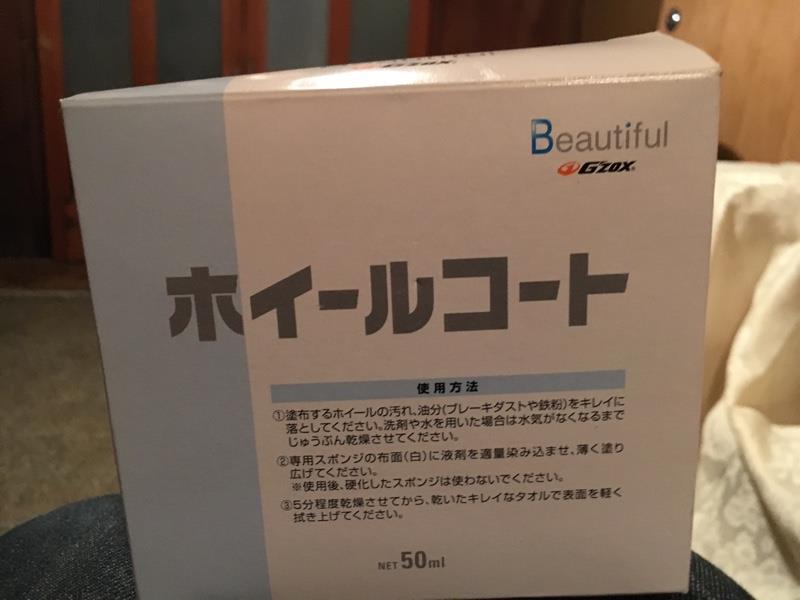 Beautiful
G'ZOX
ホイールコート
使用方法
①塗布するホイールの汚れ、油分(ブレーキダストや鉄粉)をキレイに
落としてください。洗剤や水を用いた場合は水気がなくなるまで
じゅうぶん乾燥させてください。
②専用スポンジの布面(白)に液剤を適量染み込ませ、薄く塗り
広げてください。
※使用後、硬化したスポンジは使わないでください。
③5分程度乾燥させてから、乾いたキレイなタオルで表面を軽く
拭き上げてください。
NET 50ml